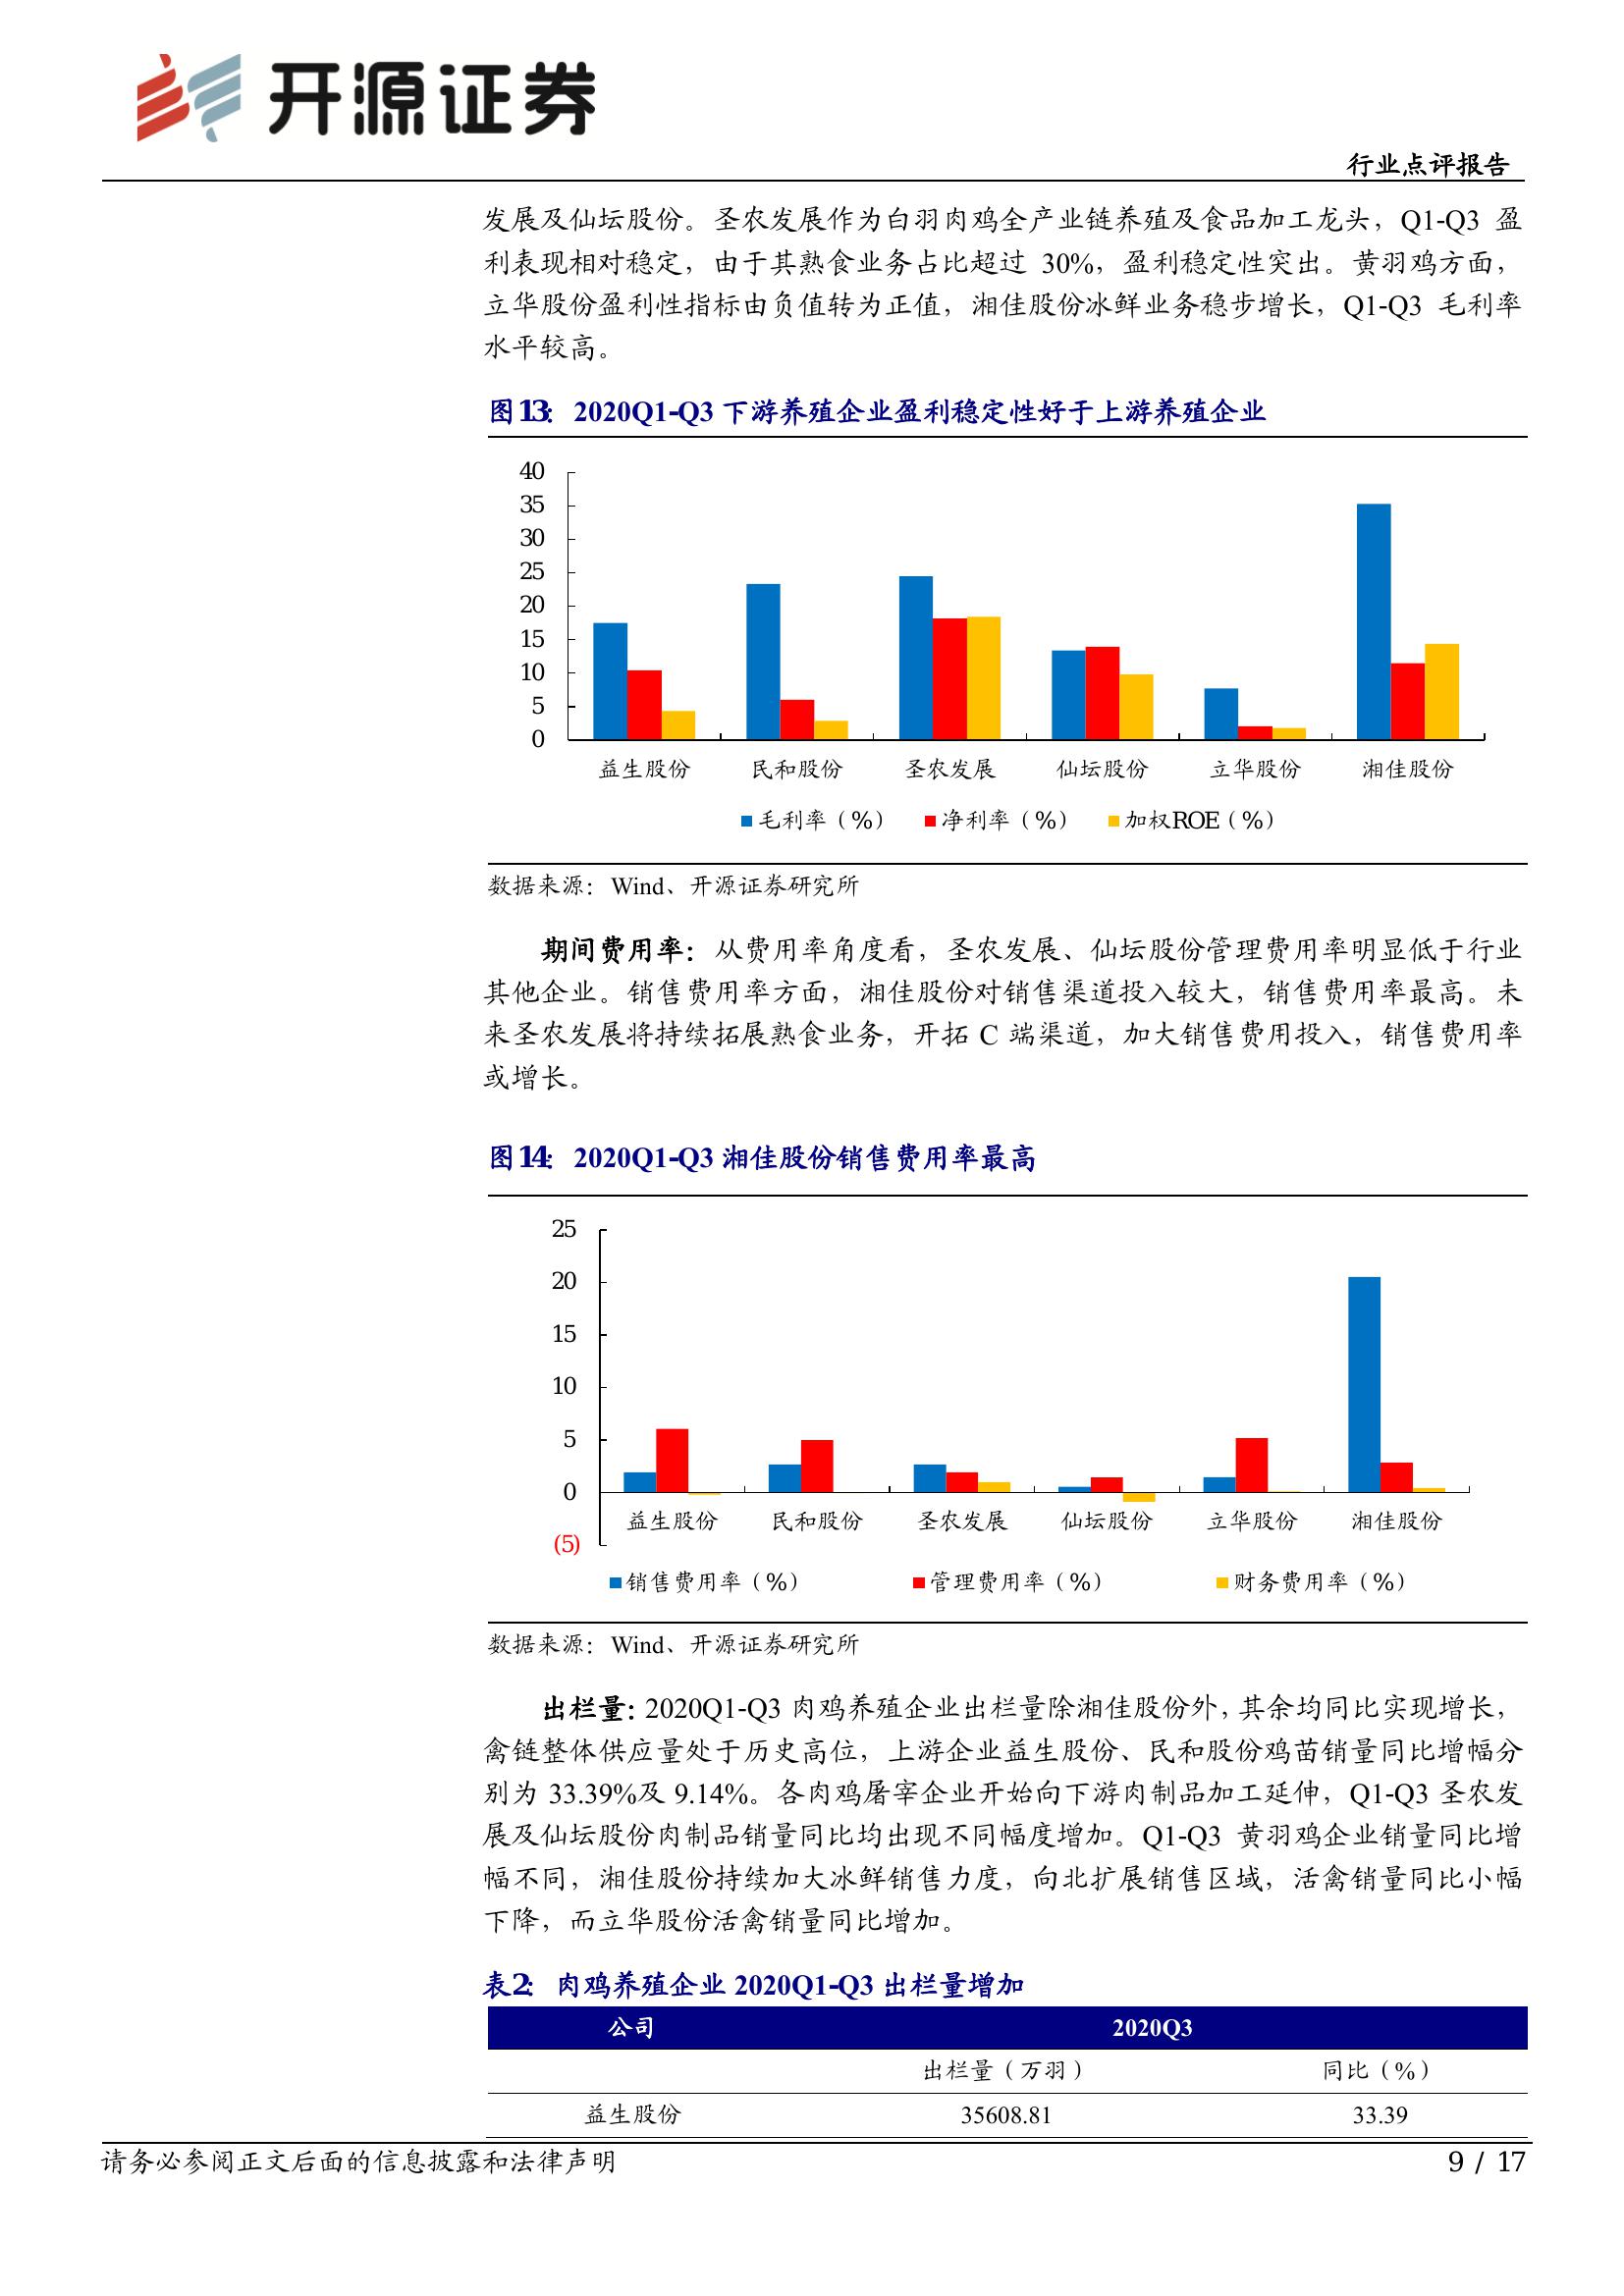 开源证券
行业点评报告
发展及仙坛股份。圣农发展作为白羽肉鸡全产业链养殖及食品加工龙头，Q1-Q3 盈
利表现相对稳定，由于其熟食业务占比超过 30%，盈利稳定性突出。黄羽鸡方面，
立华股份盈利性指标由负值转为正值，湘佳股份冰鲜业务稳步增长，Q1-Q3 毛利率
水平较高。
图13： 2020Q1-Q3 下游养殖企业盈利稳定性好于上游养殖企业
40
35
30
25
20
15
10
5
0
益生股份 民和股份 圣农发展 仙坛股份 立华股份 湘佳股份
毛利率（%） 净利率（%） 加权ROE（%）
数据来源：Wind、开源证券研究所
期间费用率：从费用率角度看，圣农发展、仙坛股份管理费用率明显低于行业
其他企业。销售费用率方面，湘佳股份对销售渠道投入较大，销售费用率最高。未
来圣农发展将持续拓展熟食业务，开拓 C 端渠道，加大销售费用投入，销售费用率
或增长。
图14： 2020Q1-Q3 湘佳股份销售费用率最高
25
20
15
10
5
0
(5)
益生股份 民和股份 圣农发展 仙坛股份 立华股份 湘佳股份
销售费用率（%） 管理费用率（%） 财务费用率（%）
数据来源：Wind、开源证券研究所
出栏量：2020Q1-Q3 肉鸡养殖企业出栏量除湘佳股份外，其余均同比实现增长，
禽链整体供应量处于历史高位，上游企业益生股份、民和股份鸡苗销量同比增幅分
别为 33.39%及 9.14%。各肉鸡屠宰企业开始向下游肉制品加工延伸，Q1-Q3 圣农发
展及仙坛股份肉制品销量同比均出现不同幅度增加。Q1-Q3 黄羽鸡企业销量同比增
幅不同，湘佳股份持续加大冰鲜销售力度，向北扩展销售区域，活禽销量同比小幅
下降，而立华股份活禽销量同比增加。
表2： 肉鸡养殖企业 2020Q1-Q3 出栏量增加
公司 2020Q3
出栏量（万羽） 同比（%）
益生股份 35608.81 33.39
请务必参阅正文后面的信息披露和法律声明 9 / 17